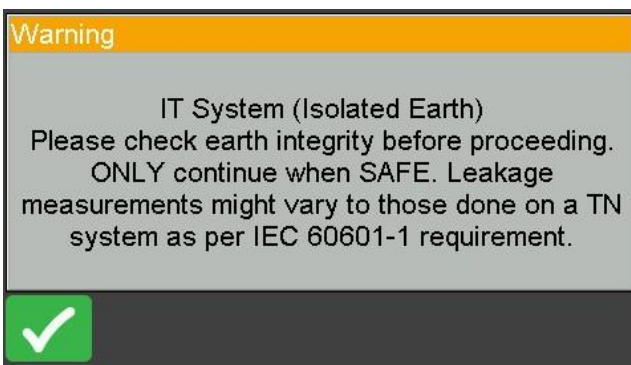 Warning
IT System (Isolated Earth)
Please check earth integrity before proceeding.
ONLY continue when SAFE. Leakage
measurements might vary to those done on a TN
system as per IEC 60601-1 requirement.